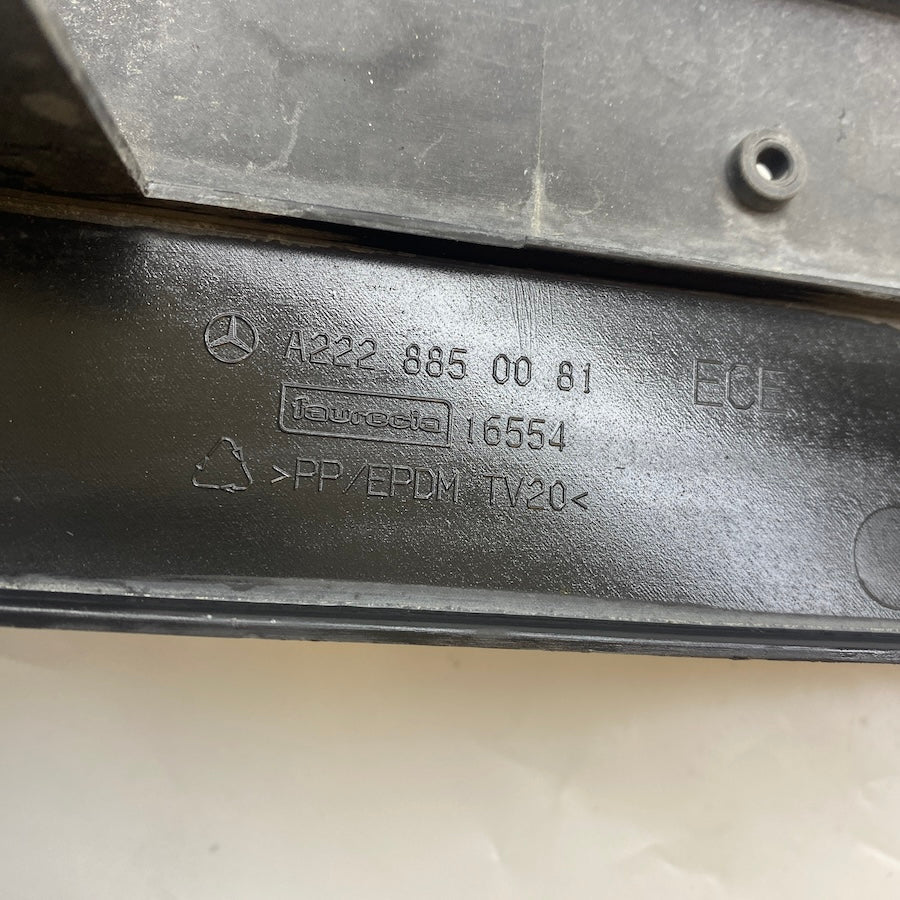 A222 885 00 81 ECE
faurecia 16554
>PP/EPDM TV20<